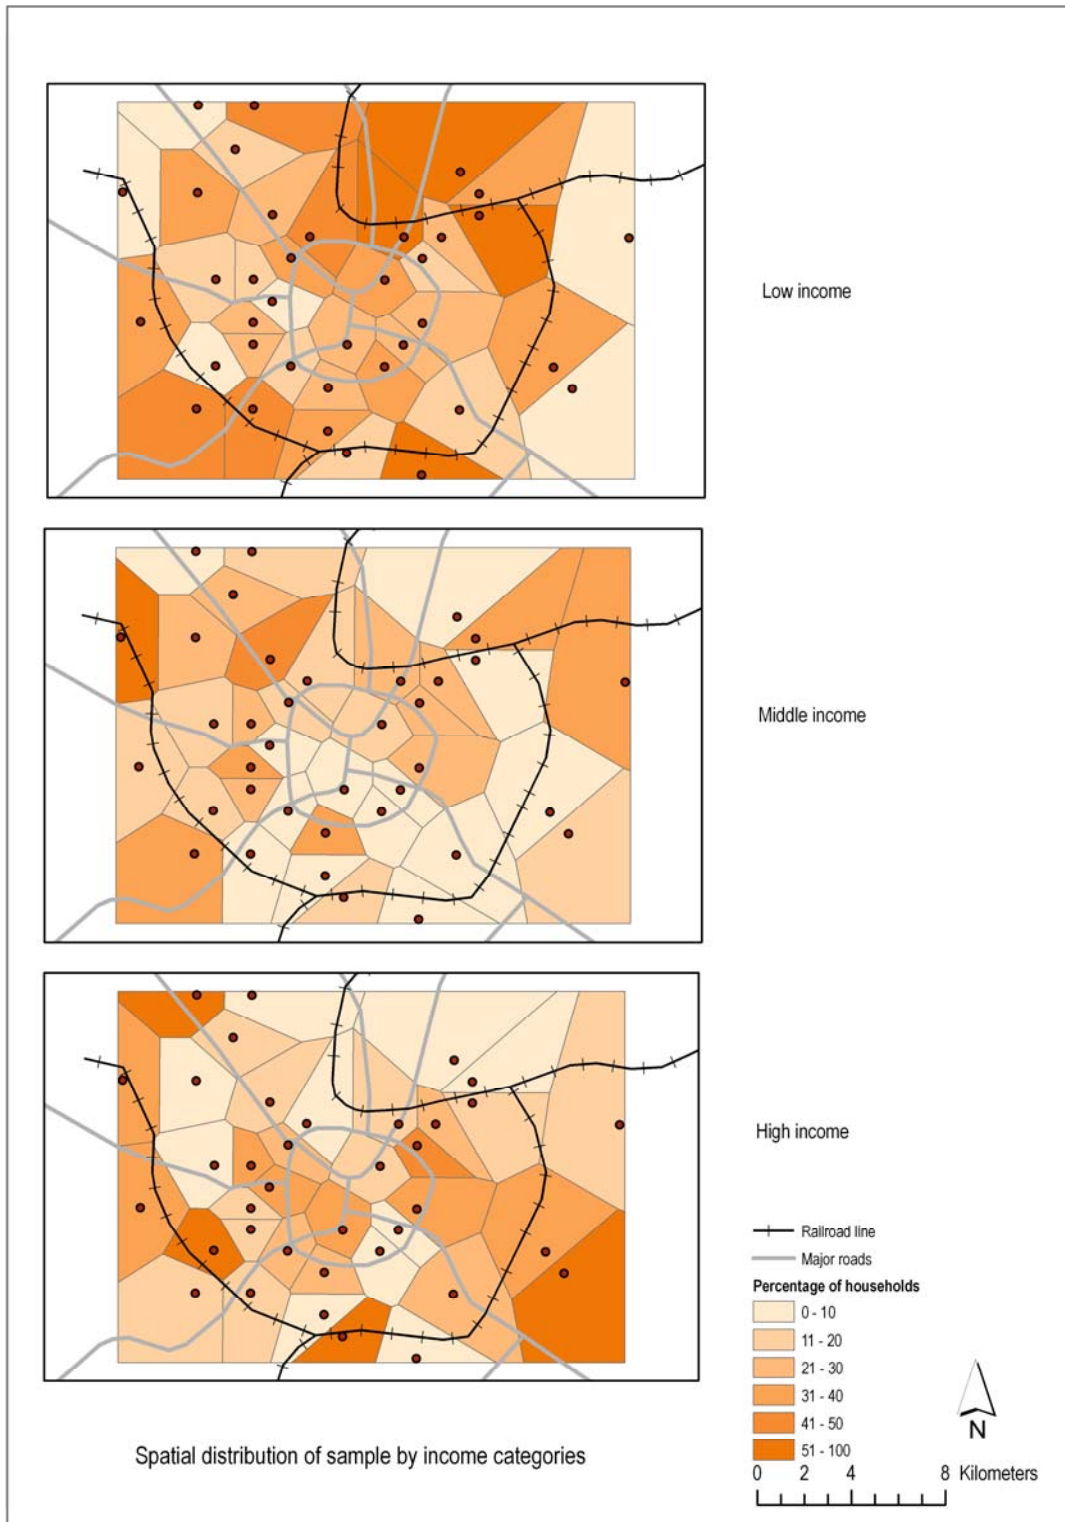 Low income
Middle income
High income
Railroad line
Major roads
Percentage of households
0 - 10
11 - 20
21 - 30
31 - 40
41 - 50
51 - 100
N
0 2 4 8 Kilometers
Spatial distribution of sample by income categories